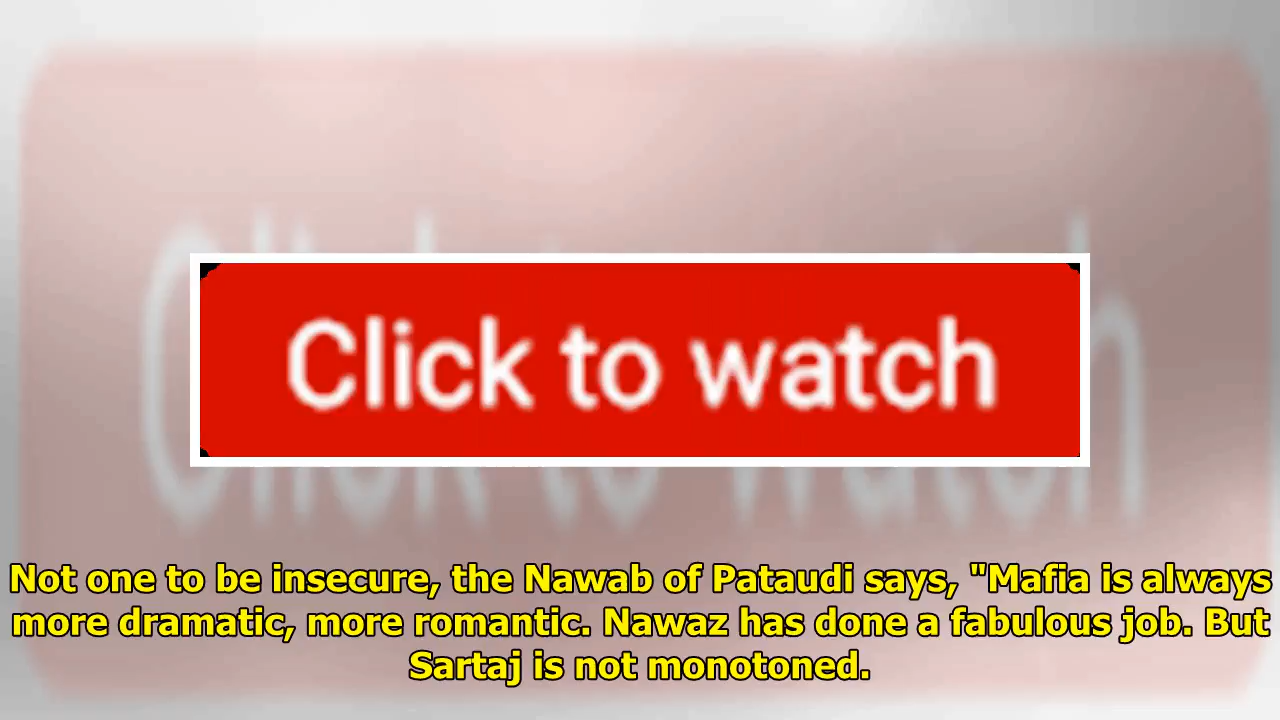 Click to watch
Not one to be insecure, the Nawab of Pataudi says, "Mafia is always
more dramatic, more romantic. Nawaz has done a fabulous job. But
Sartaj is not monotoned.